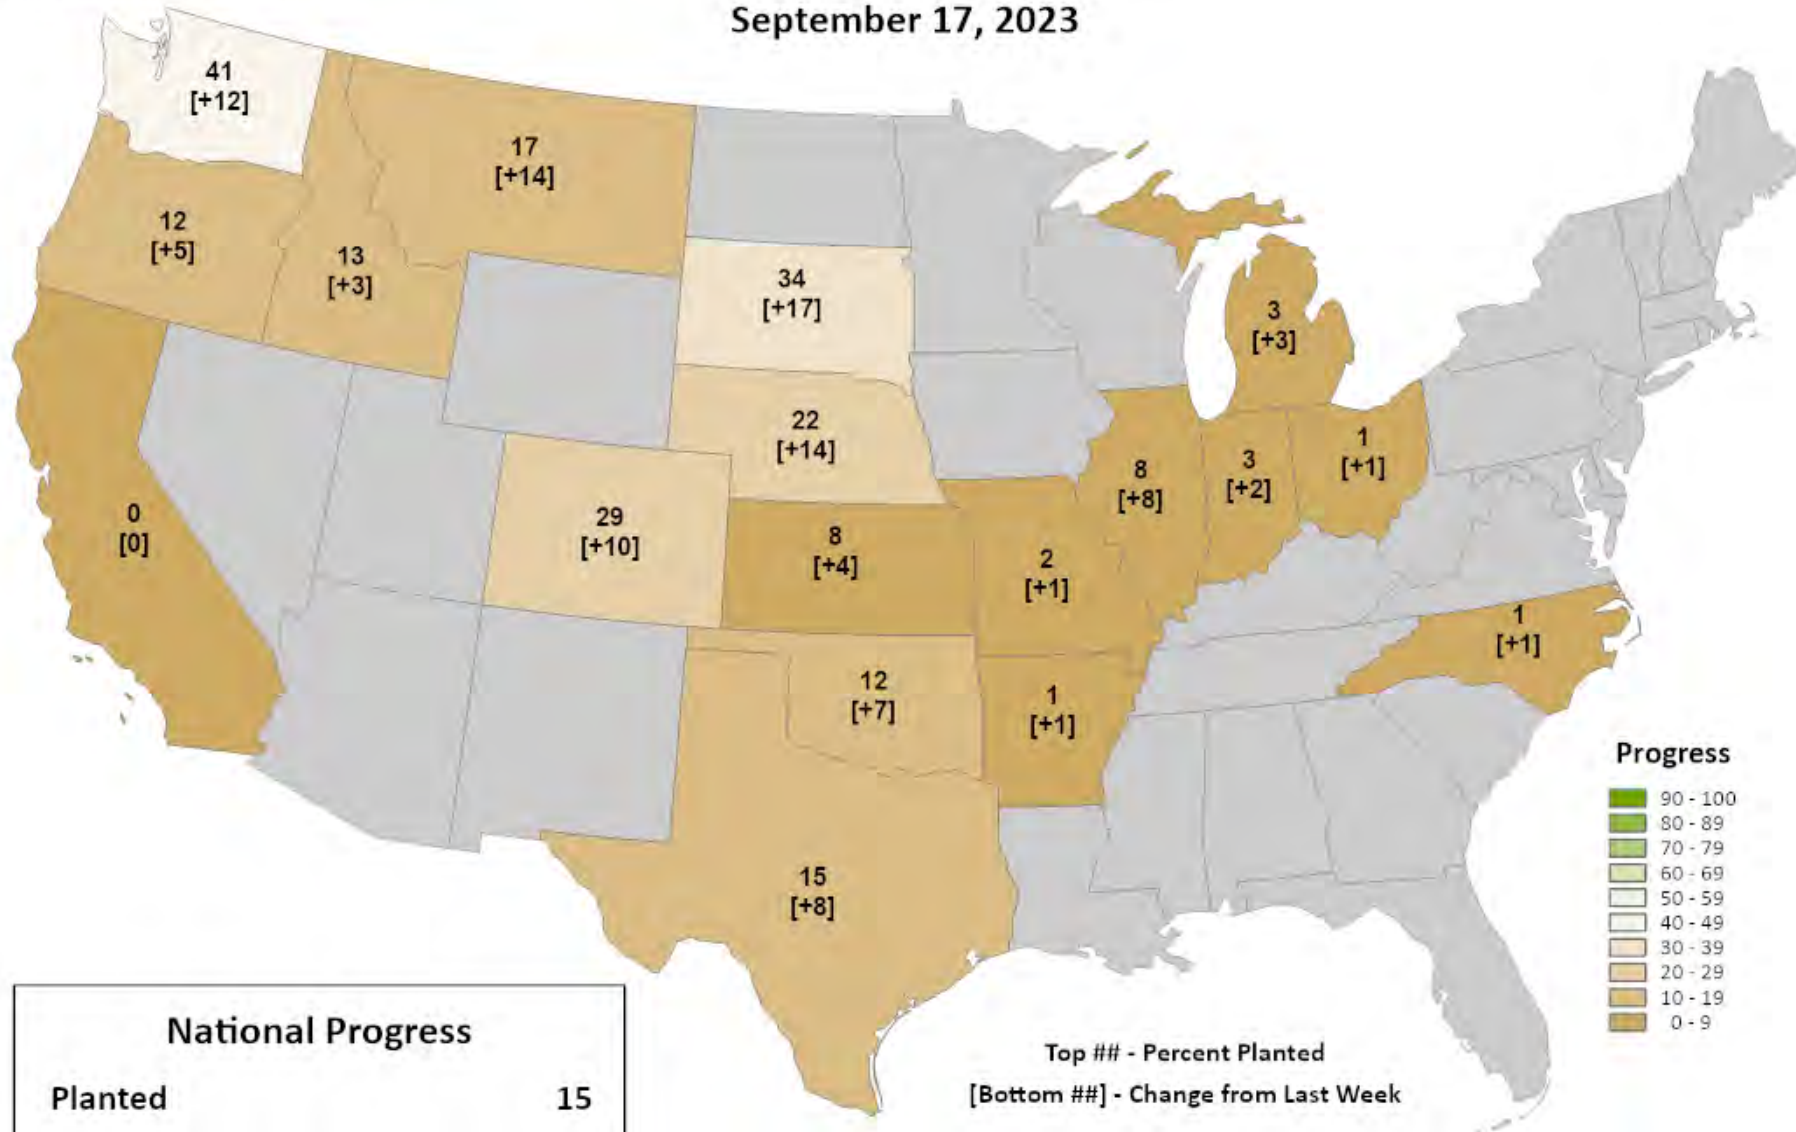 September 17, 2023
41
[+12]
17
[+14]
12
[+5]
13
[+3]
34
[+17]
3
[+3]
22
[+14]
1
[+1]
3
[+2]
8
[+8]
0
[0]
29
[+10]
8
[+4]
2
[+1]
1
[+1]
12
[+7]
1
[+1]
15
[+8]
Progress
90 - 100
80 - 89
70 - 79
60 - 69
50 - 59
40 - 49
30 - 39
20 - 29
10 - 19
0 - 9
National Progress
Planted 15
Top ## - Percent Planted
[Bottom ##] - Change from Last Week